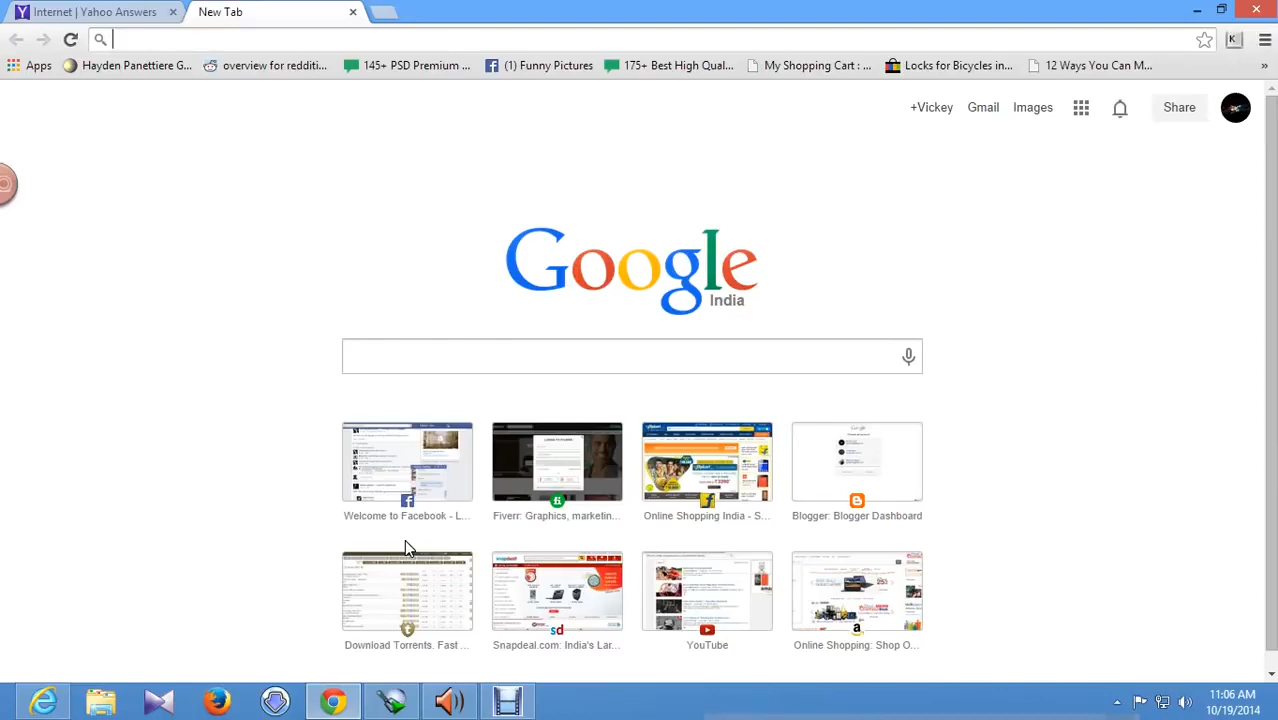 Internet | Yahoo Answers
New Tab
Apps
Hayden Panettiere G...
overview for redditi...
145+ PSD Premium ...
(1) Funny Pictures
175+ Best High Qual...
My Shopping Cart : ...
Locks for Bicycles in...
12 Ways You Can M...
»
+Vickey
Gmail
Images
Share
Google
India
Welcome to Facebook - L...
Fiverr: Graphics, marketin...
Online Shopping India - S...
Blogger: Blogger Dashboard
Download Torrents. Fast ...
Snapdeal.com: India's Lar...
YouTube
Online Shopping: Shop O...
11:06 AM
10/19/2014